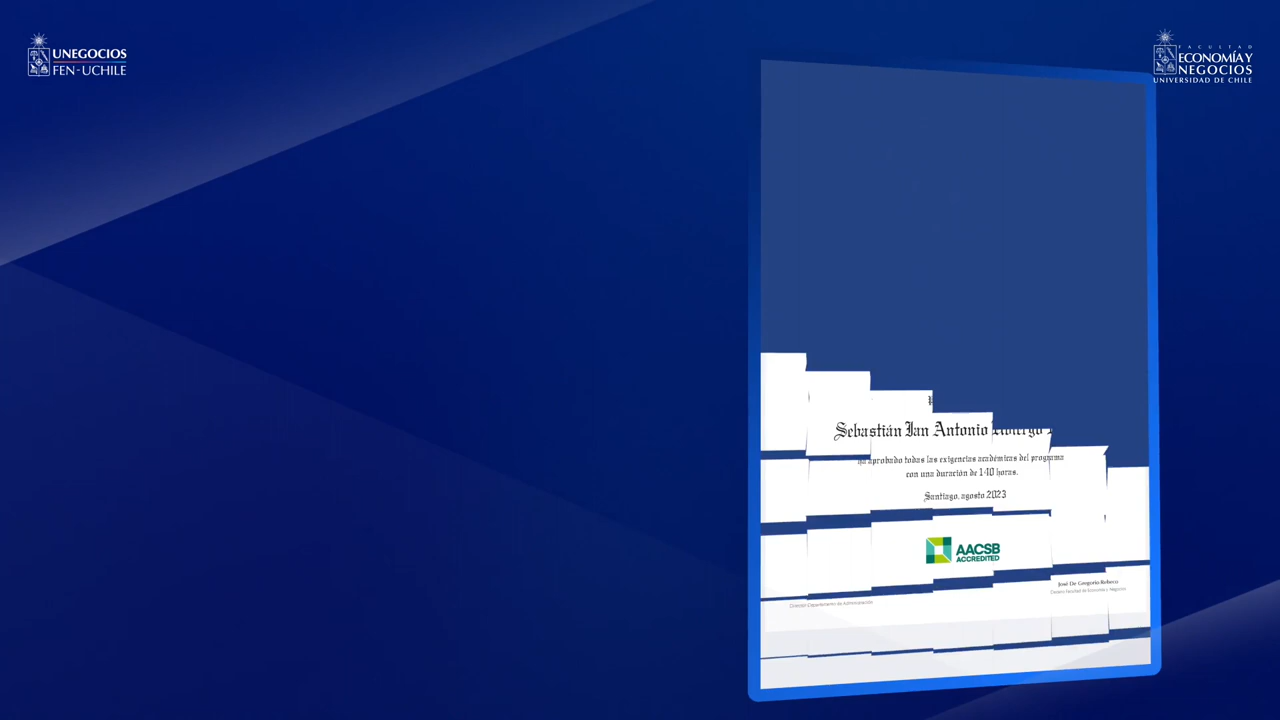 UNEGOCIOS
FEN-UCHILE
FACULTAD
ECONOMÍA Y
NEGOCIOS
UNIVERSIDAD DE CHILE
Sebastián Ian Antonio
ha aprobado todas las exigencias académicas del programa
con una duración de 140 horas.
Santiago, agosto 2023
AACSB
ACCREDITED
José De Gregorio Rebeco
Decano Facultad de Economía y Negocios
Director Departamento de Administración